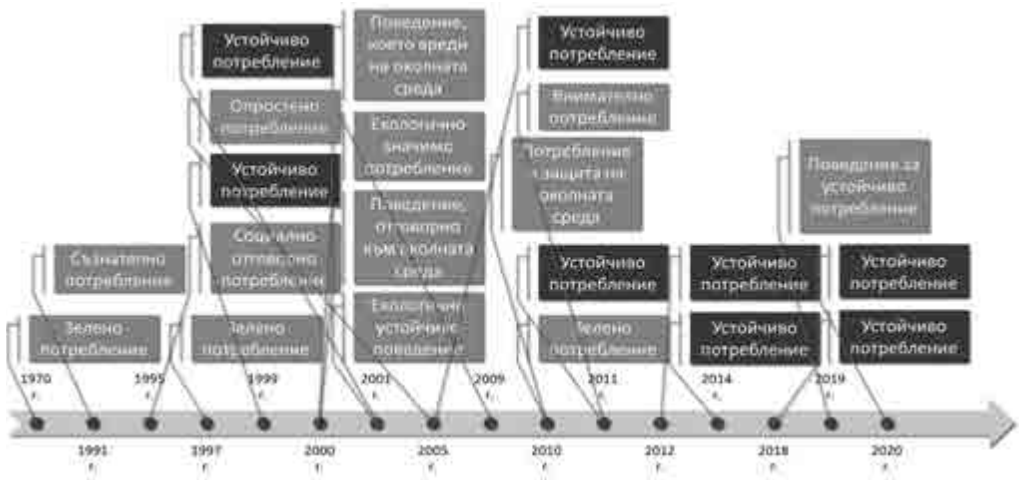 Устойчиво
потребление
Опростено
потребление
Устойчиво
потребление
Социално
отговорно
потребление
Съзнателно
потребление
Зелено
потребление
Зелено
потребление
Поведение,
което вреди
на околната
среда
Екологично
значимо
потребление
Поведение,
отговорно
към околната
среда
Екологично
устойчиво
поведение
Устойчиво
потребление
Внимателно
потребление
Потребление
и защита на
околната
среда
Устойчиво
потребление
Зелено
потребление
Устойчиво
потребление
Устойчиво
потребление
Поведение за
устойчиво
потребление
Устойчиво
потребление
Устойчиво
потребление
1970
г.
1995
г.
1999
г.
2001
г.
2009
г.
2011
г.
2014
г.
2019
г.
1991
г.
1997
г.
2000
г.
2005
г.
2010
г.
2012
г.
2018
г.
2020
г.